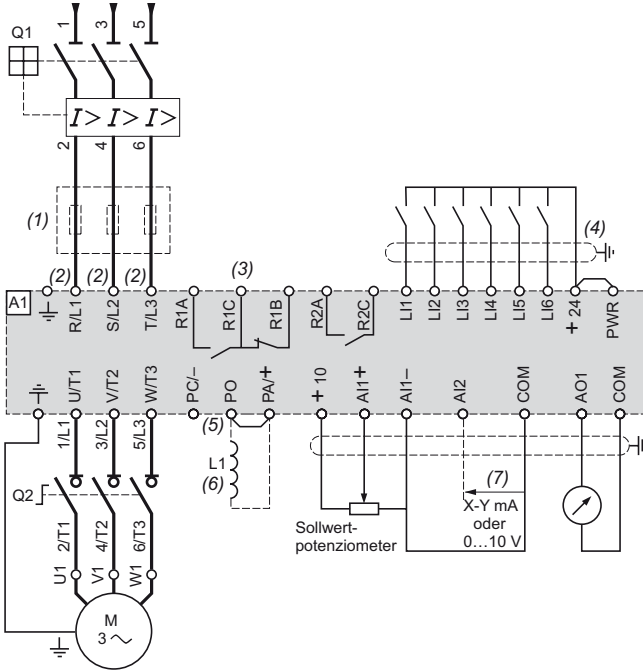 1
3
5
Q1
I>
I>
I>
2
4
6
(1)
(2)
(2)
(2)
(3)
(4)
A1
R/L1
S/L2
T/L3
R1A
R1C
R1B
R2A
R2C
LI1
LI2
LI3
LI4
LI5
LI6
+24
PWR
U/T1
V/T2
W/T3
PC/–
PO
PA/+
+10
AI1+
AI1–
AI2
COM
AO1
COM
1/L1
3/L2
5/L3
(5)
L1
(6)
(7)
X-Y mA
oder
0…10 V
Sollwert-
potenziometer
Q2
2/T1
4/T2
6/T3
U1
V1
W1
M
3 ~